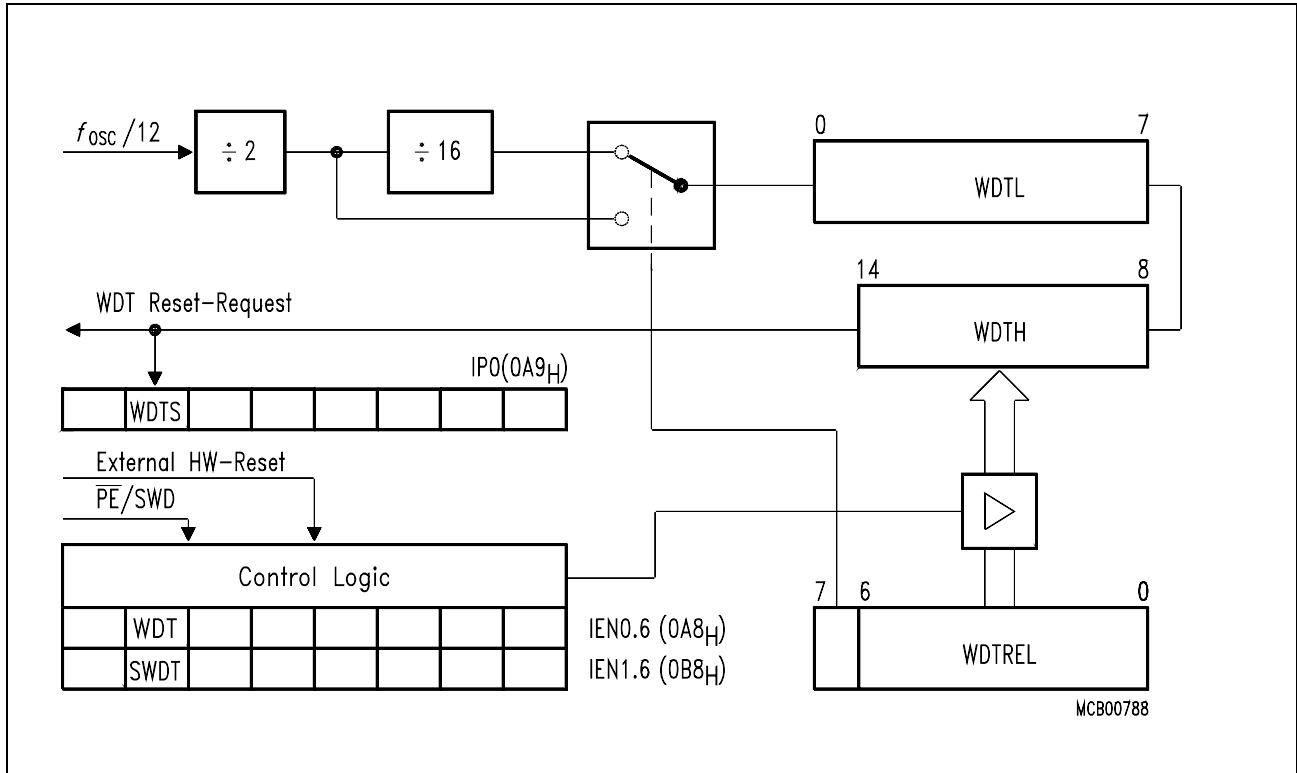 fOSC/12
÷ 2
÷ 16
0 7
WDTL
14 8
WDT Reset-Request
WDTH
IP0(0A9H)
WDTS
External HW-Reset
PE/SWD
Control Logic
7 6 0
WDT
IEN0.6 (0A8H)
WDTREL
SWDT
IEN1.6 (0B8H)
MCB00788